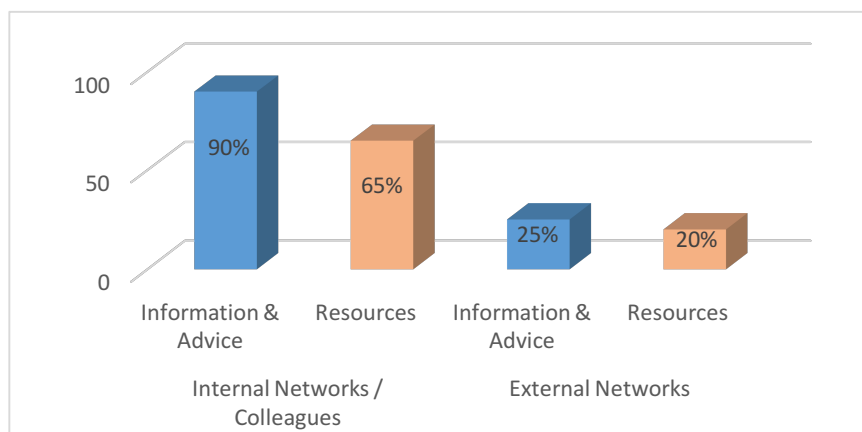 100
90%
65%
50
25%
20%
0
Information & Resources Information & Resources
Advice Advice
Internal Networks / External Networks
Colleagues